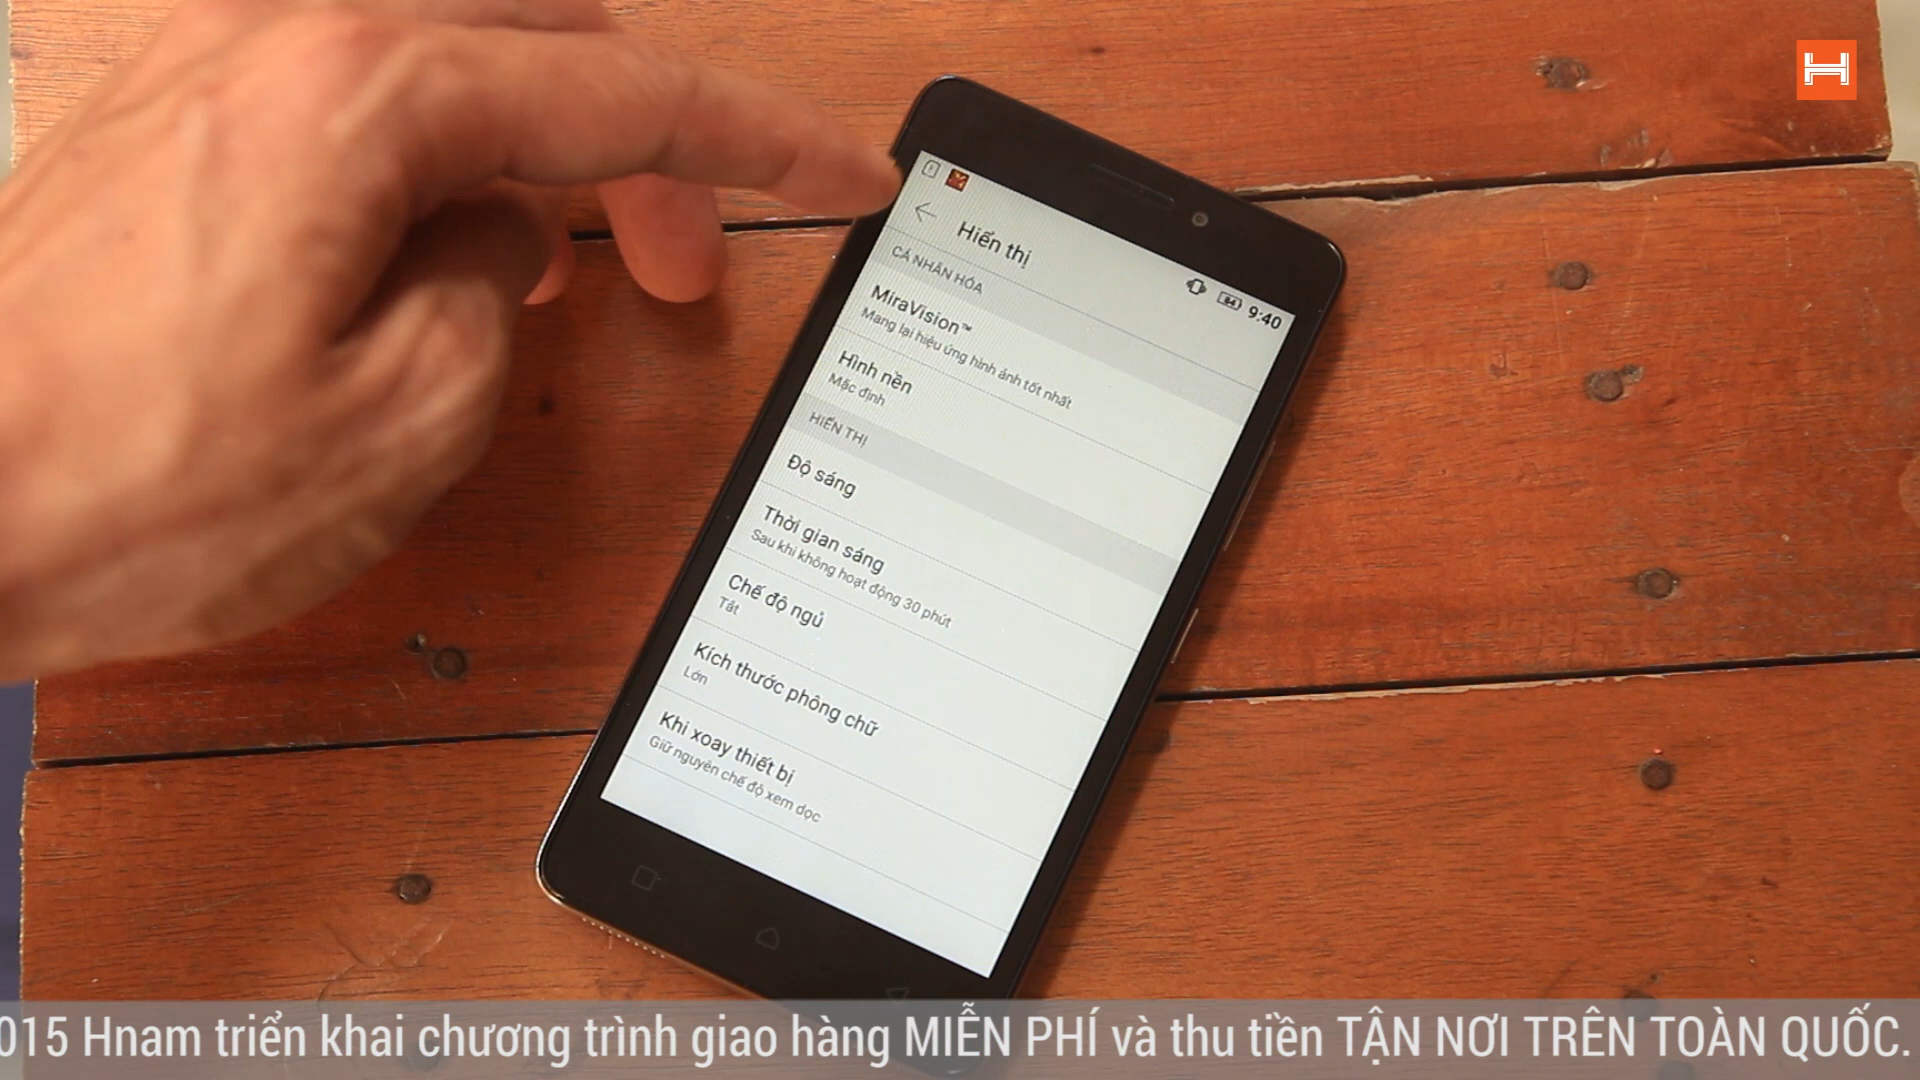 84 9:40
Hiển thị
CÁ NHÂN HÓA
MiraVision™
Mang lại hiệu ứng hình ảnh tốt nhất
Hình nền
Mặc định
HIỂN THỊ
Độ sáng
Thời gian sáng
Sau khi không hoạt động 30 phút
Chế độ ngủ
Tắt
Kích thước phông chữ
Lớn
Khi xoay thiết bị
Giữ nguyên chế độ xem dọc
015 Hnam triển khai chương trình giao hàng MIỄN PHÍ và thu tiền TẬN NƠI TRÊN TOÀN QUỐC.